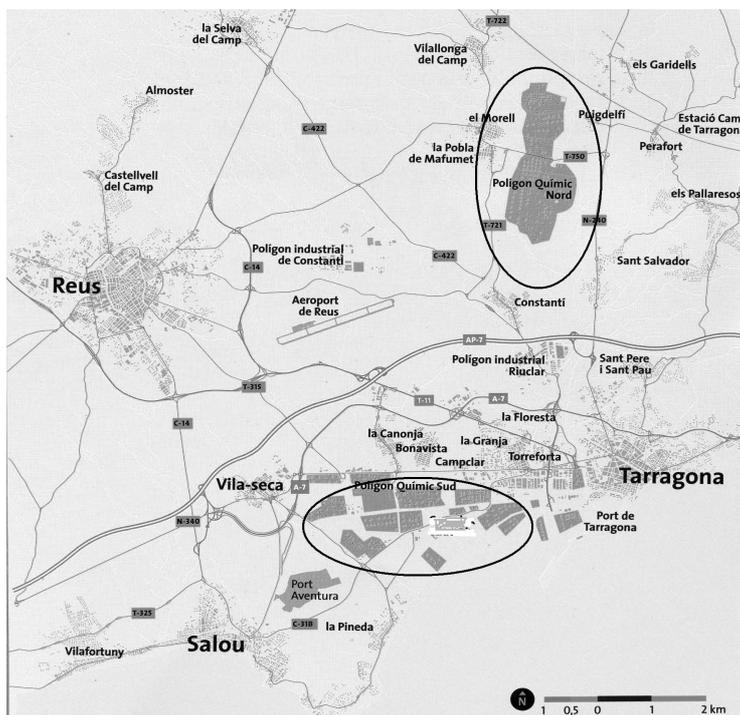 T-722
la Selva
del Camp
Vilallonga
del Camp
els Garidells
Almoster
el Morell
Puigdelfí
Estació Cam
de Tarragon
C-422
la Pobla
de Mafumet
Perafort
T-750
Castellvell
del Camp
Polígon Químic
Nord
els Pallaresos
T-721
N-240
Polígon industrial
de Constantí
C-14
C-422
Sant Salvador
Reus
Aeroport
de Reus
Constantí
AP-7
Polígon industrial
Riuclar
Sant Pere
i Sant Pau
T-315
T-11
A-7
C-14
la Floresta
la Canonja
Bonavista
la Granja
Campclar
Torreforta
Tarragona
Vila-seca
A-7
Polígon Químic Sud
N-340
Port de
Tarragona
Port
Aventura
T-325
C-31B
la Pineda
Salou
Vilafortuny
N
1 0,5 0 1 2 km